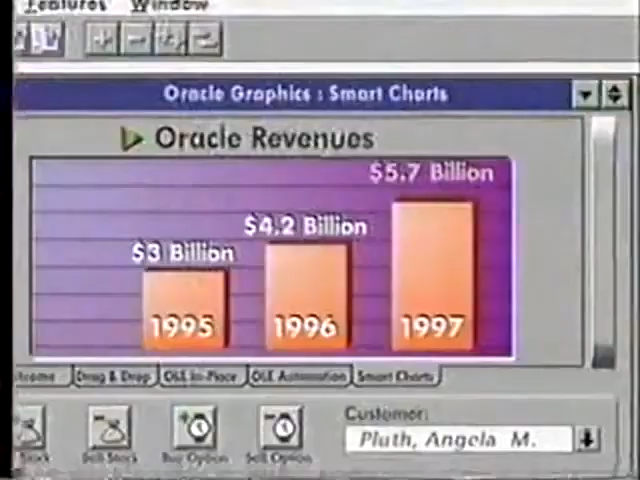 Features Window
Oracle Graphics : Smart Charts
Oracle Revenues
$5.7 Billion
$4.2 Billion
$3 Billion
1995 1996 1997
Drag & Drop OLE In-Place OLE Automation Smart Charts
Customer:
Sell Stock Buy Option Sell Option
Pluth, Angela M.